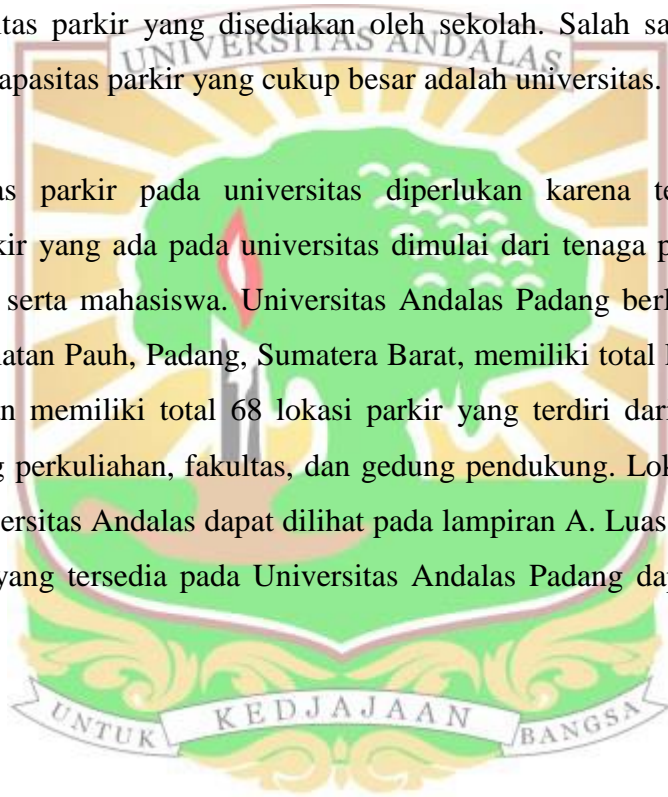 itas parkir yang disediakan oleh sekolah. Salah sa
UNIVERSITAS ANDALAS
apasitas parkir yang cukup besar adalah universitas.
as parkir pada universitas diperlukan karena te
kir yang ada pada universitas dimulai dari tenaga p
serta mahasiswa. Universitas Andalas Padang berl
atan Pauh, Padang, Sumatera Barat, memiliki total l
n memiliki total 68 lokasi parkir yang terdiri dari
g perkuliahan, fakultas, dan gedung pendukung. Lok
ersitas Andalas dapat dilihat pada lampiran A. Luas
yang tersedia pada Universitas Andalas Padang da
UNTUK KEDJAJAAN BANGSA